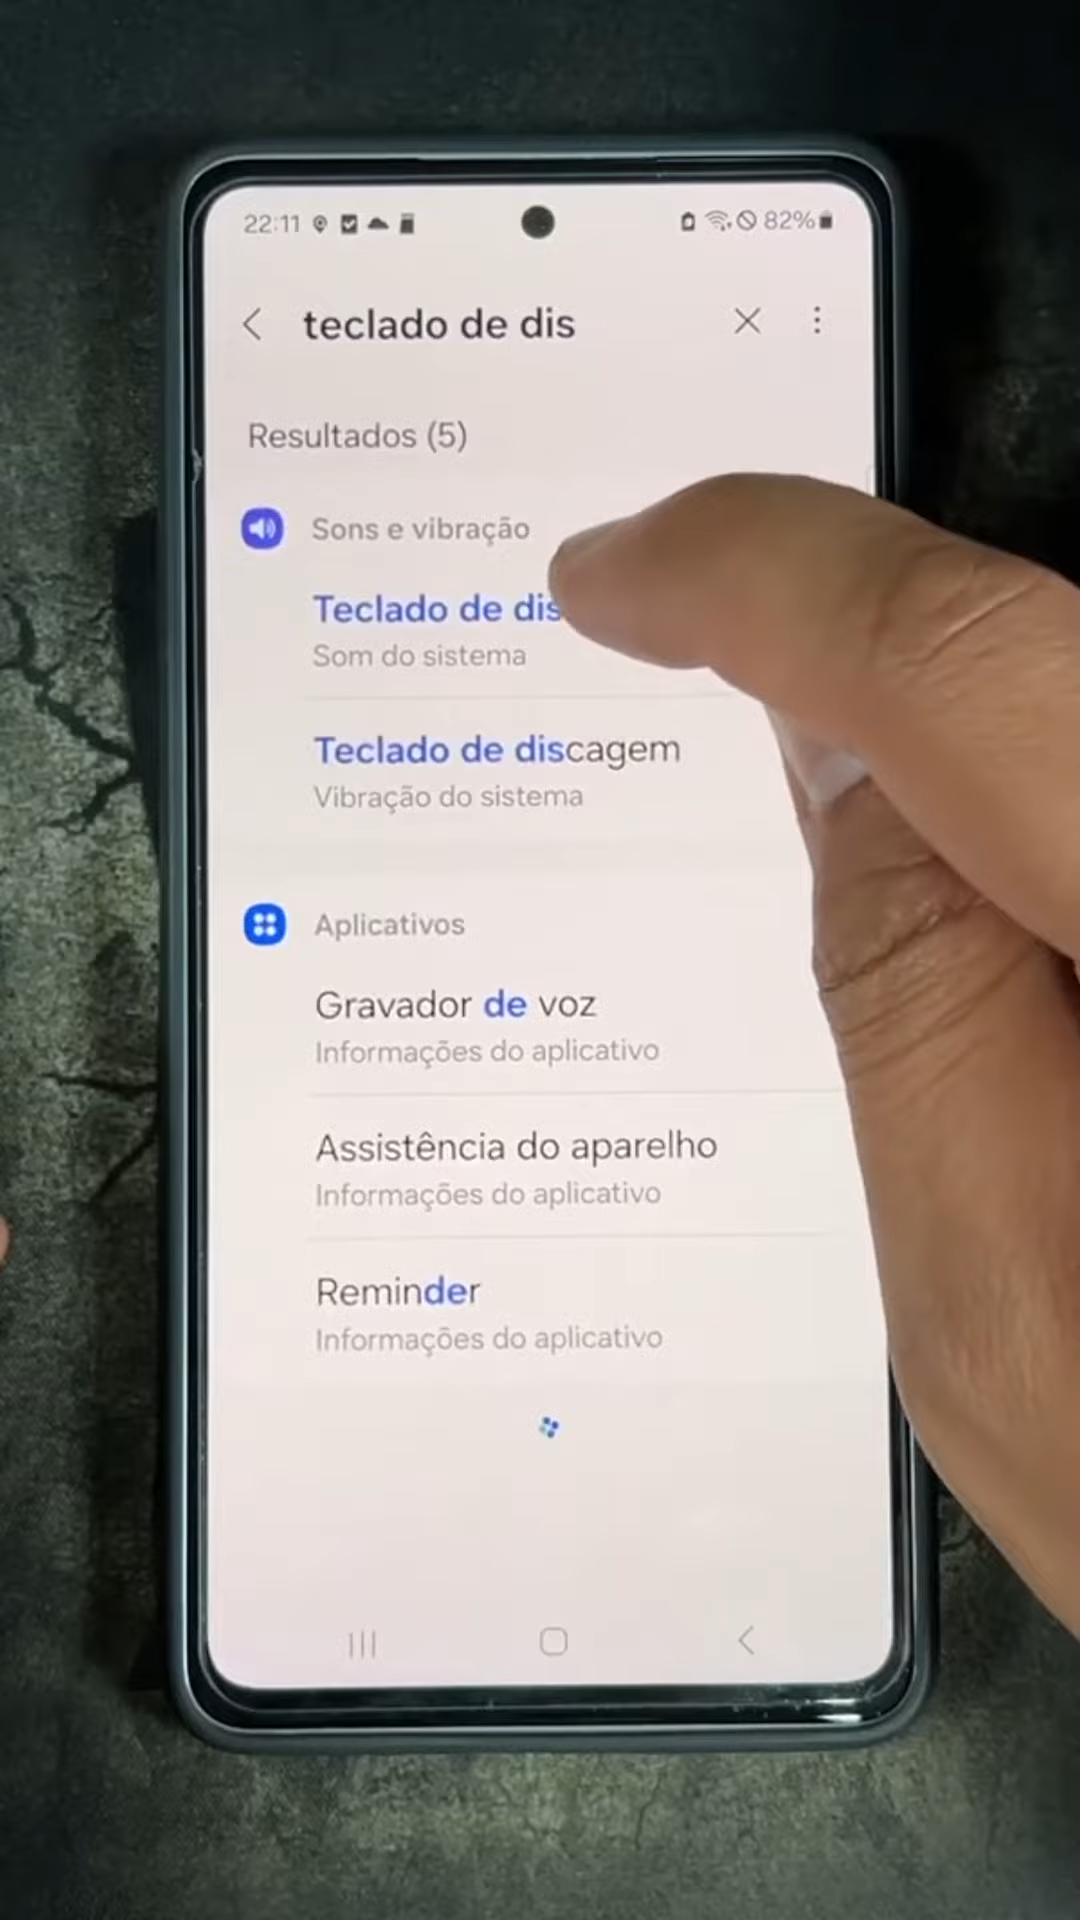 22:11 82%
teclado de dis
Resultados (5)
Sons e vibração
Teclado de dis
Som do sistema
Teclado de discagem
Vibração do sistema
Aplicativos
Gravador de voz
Informações do aplicativo
Assistência do aparelho
Informações do aplicativo
Reminder
Informações do aplicativo